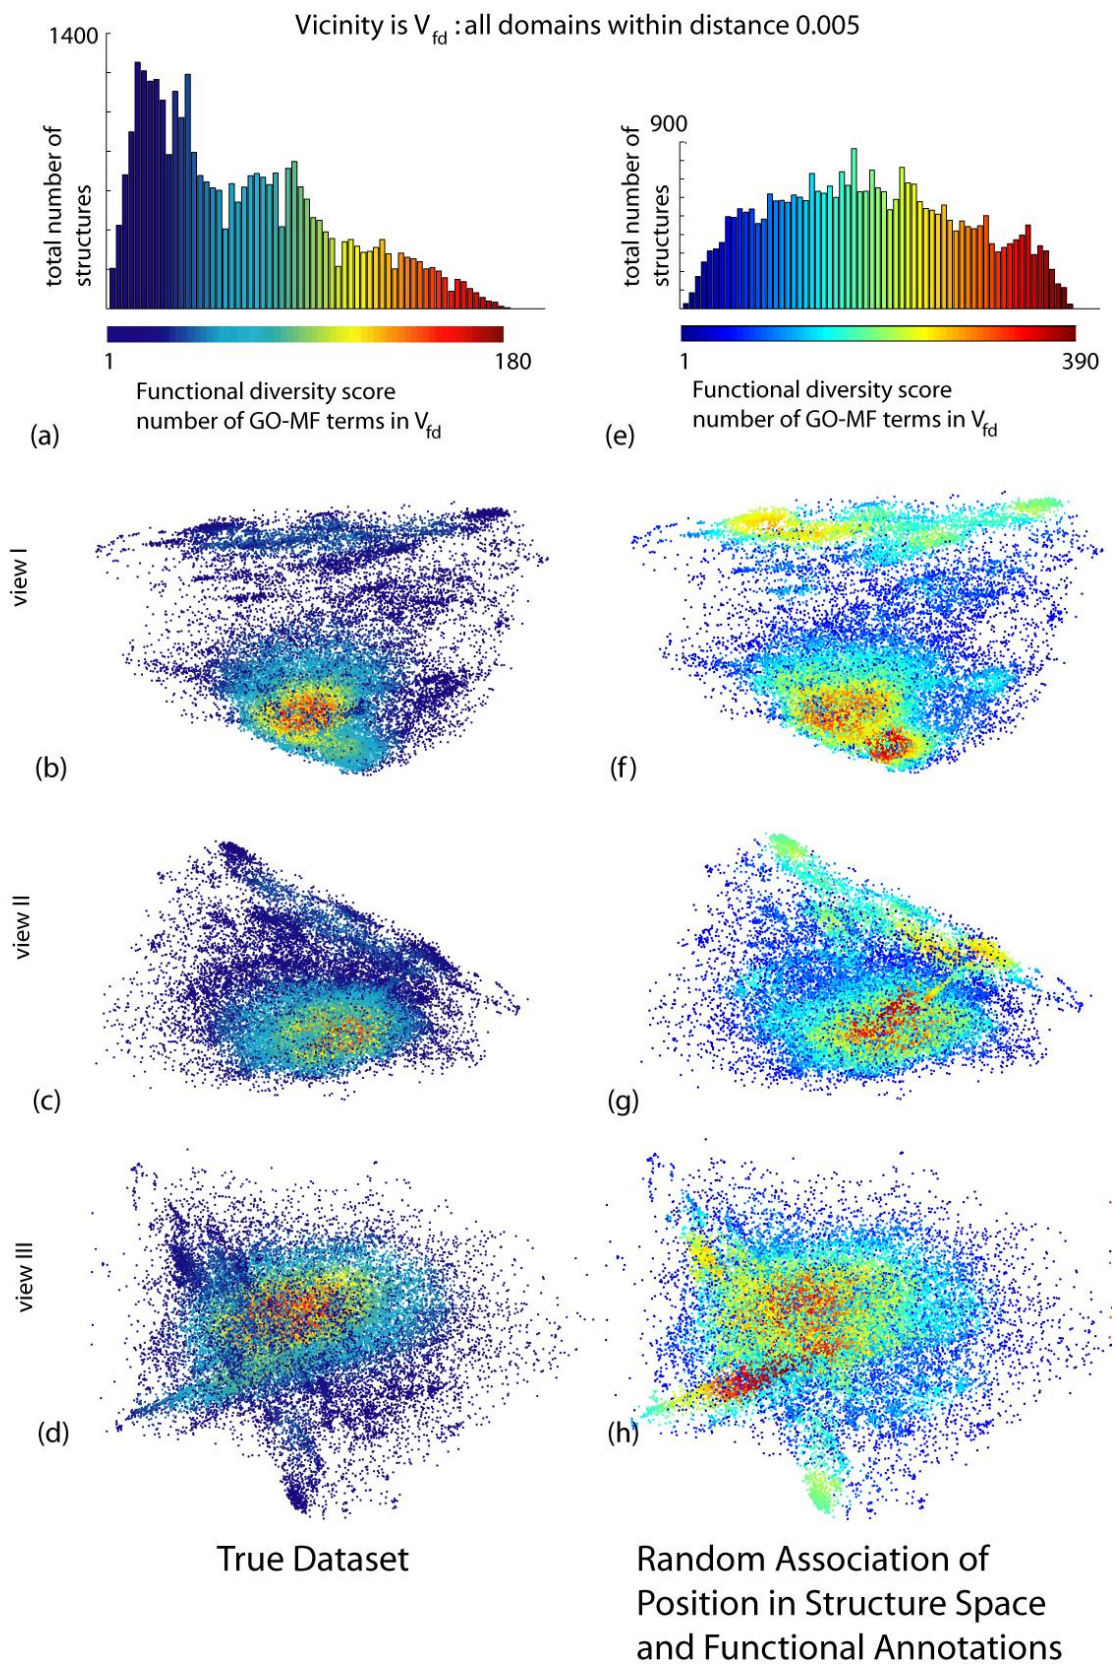 Vicinity is V fd : all domains within distance 0.005
1400
total number of
structures
1
180
Functional diversity score
number of GO-MF terms in V fd
(a)
900
total number of
structures
1
390
Functional diversity score
number of GO-MF terms in V fd
(e)
view I
(b)
(f)
view II
(c)
(g)
view III
(d)
(h)
True Dataset
Random Association of
Position in Structure Space
and Functional Annotations